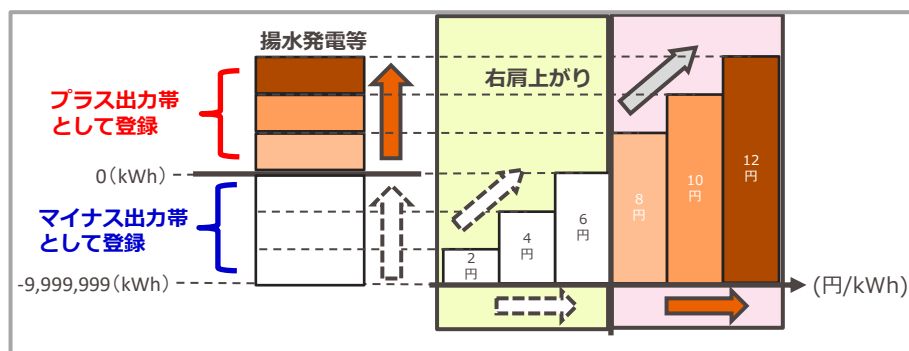 揚水発電等
右肩上がり
プラス出力帯
として登録
0（kWh）
マイナス出力帯
として登録
-9,999,999（kWh）
2
円
4
円
6
円
8
円
10
円
12
円
(円/kWh)